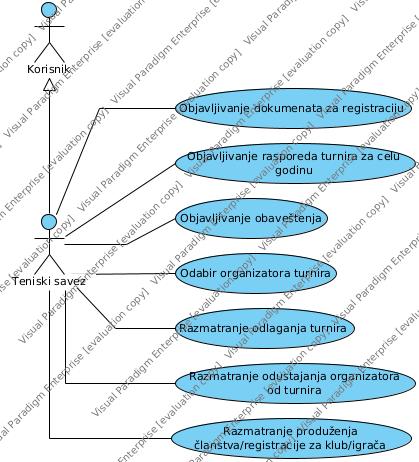 Korisnik
Objavljivanje dokumenata za registraciju
Objavljivanje rasporeda turnira za celu
godinu
Objavljivanje obaveštenja
Teniski savez
Odabir organizatora turnira
Razmatranje odlaganja turnira
Razmatranje odustajanja organizatora
od turnira
Razmatranje produženja
članstva/registracije za klub/igrača
Visual Paradigm Enterprise [evaluation copy]